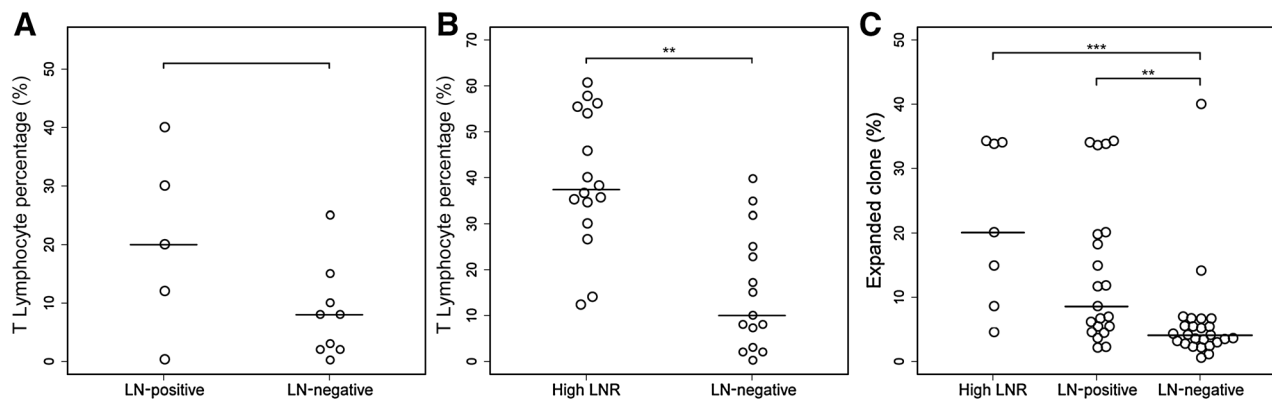 A
T Lymphocyte percentage (%)
50
40
30
20
10
0
LN-positive LN-negative
B
T Lymphocyte percentage (%)
70
60
50
40
30
20
10
0
**
High LNR LN-negative
C
Expanded clone (%)
50
40
30
20
10
0
***
**
High LNR LN-positive LN-negative